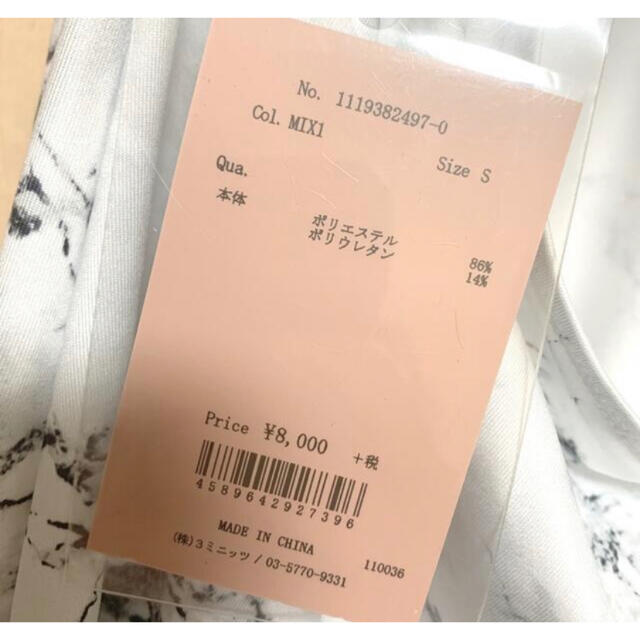 No. 1119382497-0
Col. MIX1
Size S
Qua.
本体
ポリエステル 86%
ポリウレタン 14%
Price ¥8,000 +税
4589642927396
MADE IN CHINA
(株)3ミニッツ / 03-5770-9331
110036